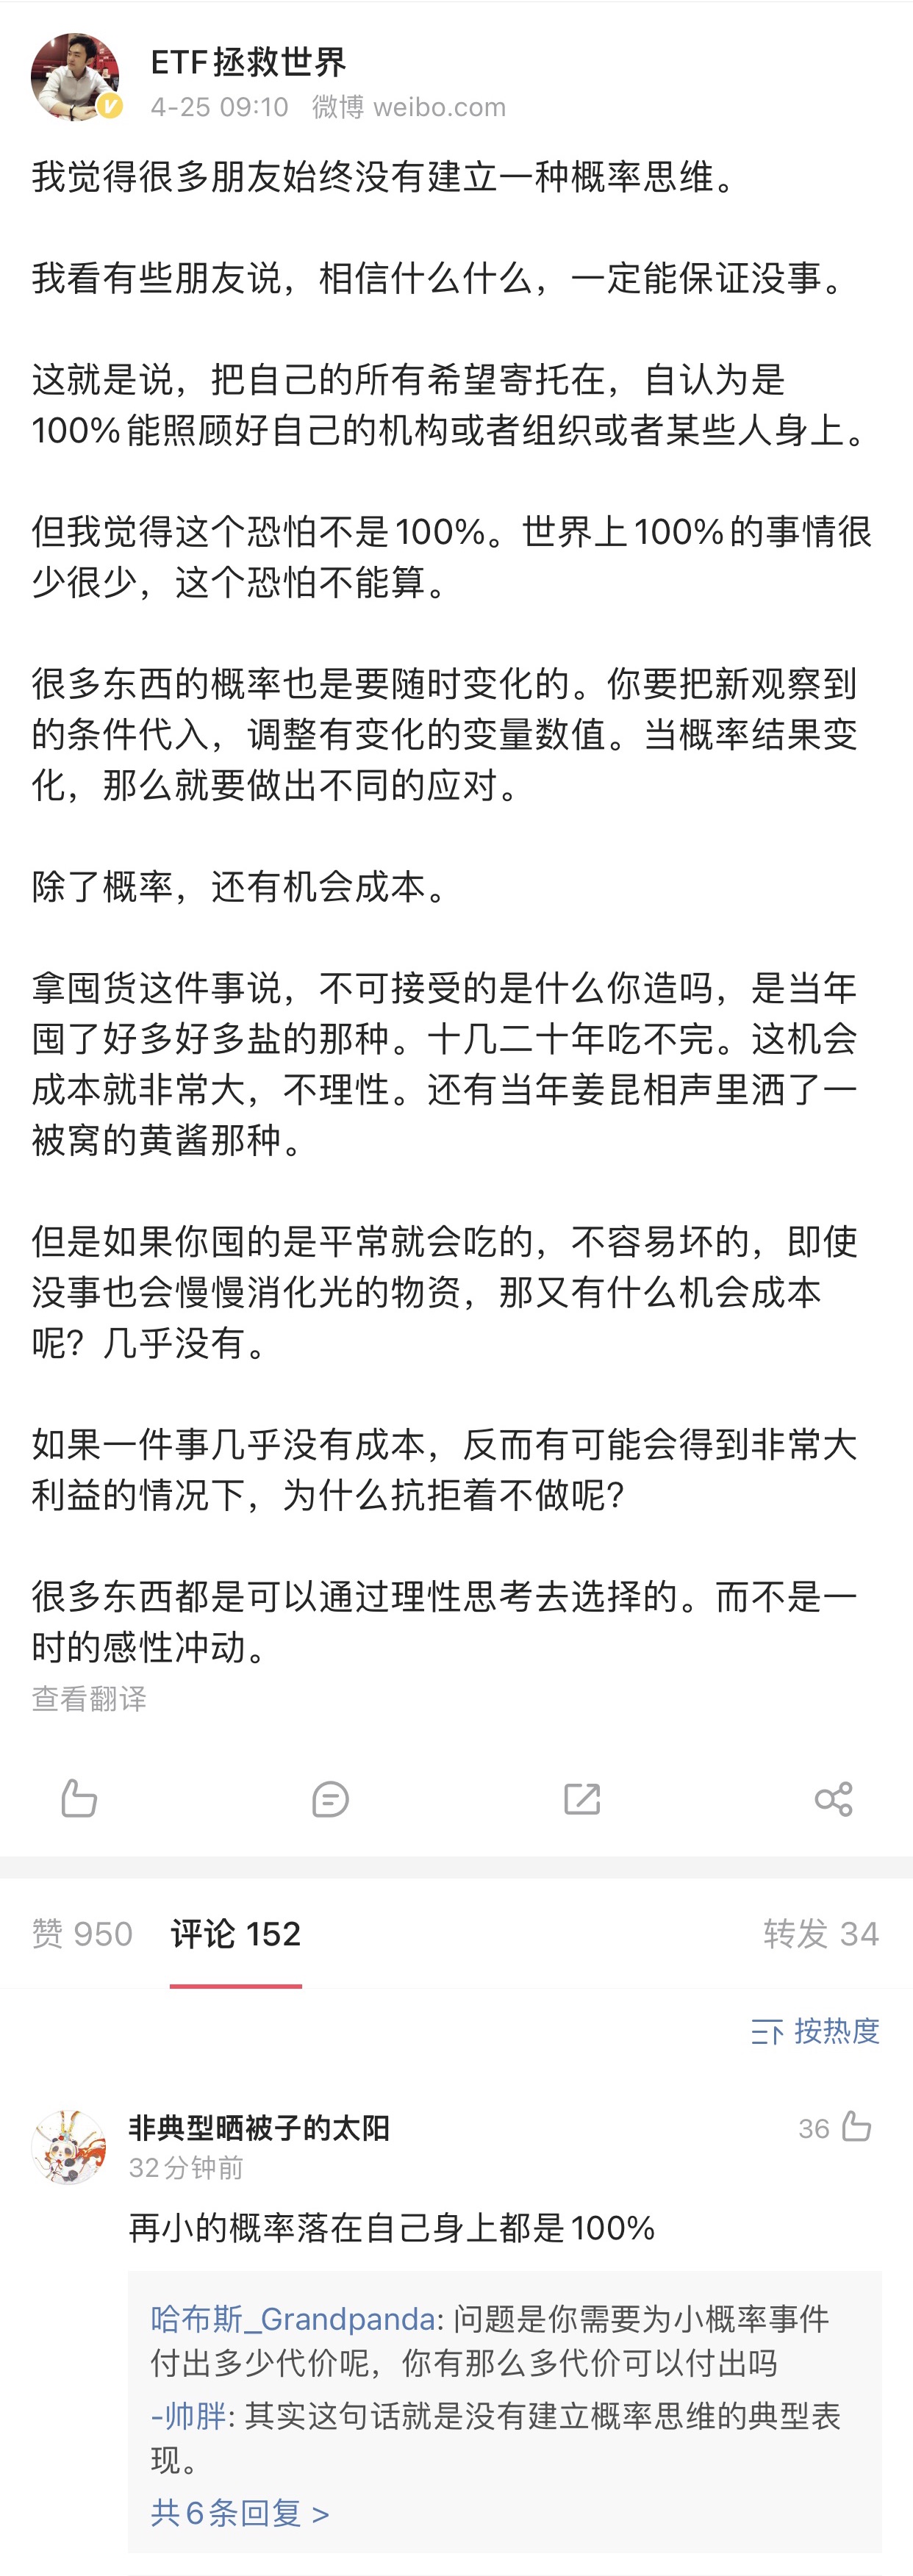 ETF拯救世界
4-25 09:10 微博 weibo.com
我觉得很多朋友始终没有建立一种概率思维。
我看有些朋友说，相信什么什么，一定能保证没事。
这就是说，把自己的所有希望寄托在，自认为是
100%能照顾好自己的机构或者组织或者某些人身上。
但我觉得这个恐怕不是100%。世界上100%的事情很
少很少，这个恐怕不能算。
很多东西的概率也是要随时变化的。你要把新观察到
的条件代入，调整有变化的变量数值。当概率结果变
化，那么就要做出不同的应对。
除了概率，还有机会成本。
拿囤货这件事说，不可接受的是什么你造吗，是当年
囤了好多好多盐的那种。十几二十年吃不完。这机会
成本就非常大，不理性。还有当年姜昆相声里洒了一
被窝的黄酱那种。
但是如果你囤的是平常就会吃的，不容易坏的，即使
没事也会慢慢消化光的物资，那又有什么机会成本
呢？几乎没有。
如果一件事几乎没有成本，反而有可能会得到非常大
利益的情况下，为什么抗拒着不做呢？
很多东西都是可以通过理性思考去选择的。而不是一
时的感性冲动。
查看翻译
赞 950 评论 152 转发 34
按热度
非典型晒被子的太阳 36
32分钟前
再小的概率落在自己身上都是100%
哈布斯_Grandpanda: 问题是你需要为小概率事件
付出多少代价呢，你有那么多代价可以付出吗
-帅胖: 其实这句话就是没有建立概率思维的典型表
现。
共6条回复 >